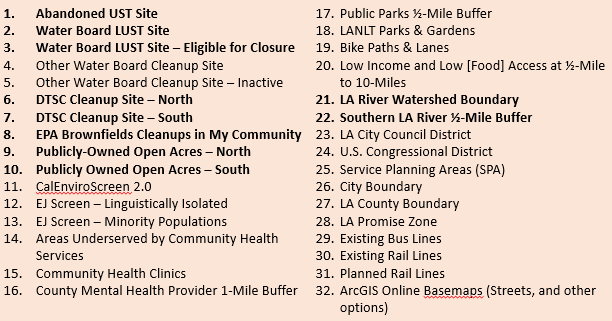 1. Abandoned UST Site
2. Water Board LUST Site
3. Water Board LUST Site – Eligible for Closure
4. Other Water Board Cleanup Site
5. Other Water Board Cleanup Site – Inactive
6. DTSC Cleanup Site – North
7. DTSC Cleanup Site – South
8. EPA Brownfields Cleanups in My Community
9. Publicly-Owned Open Acres – North
10. Publicly Owned Open Acres – South
11. CalEnviroScreen 2.0
12. EJ Screen – Linguistically Isolated
13. EJ Screen – Minority Populations
14. Areas Underserved by Community Health
Services
15. Community Health Clinics
16. County Mental Health Provider 1-Mile Buffer
17. Public Parks ½-Mile Buffer
18. LANLT Parks & Gardens
19. Bike Paths & Lanes
20. Low Income and Low [Food] Access at ½-Mile
to 10-Miles
21. LA River Watershed Boundary
22. Southern LA River ½-Mile Buffer
23. LA City Council District
24. U.S. Congressional District
25. Service Planning Areas (SPA)
26. City Boundary
27. LA County Boundary
28. LA Promise Zone
29. Existing Bus Lines
30. Existing Rail Lines
31. Planned Rail Lines
32. ArcGIS Online Basemaps (Streets, and other
options)